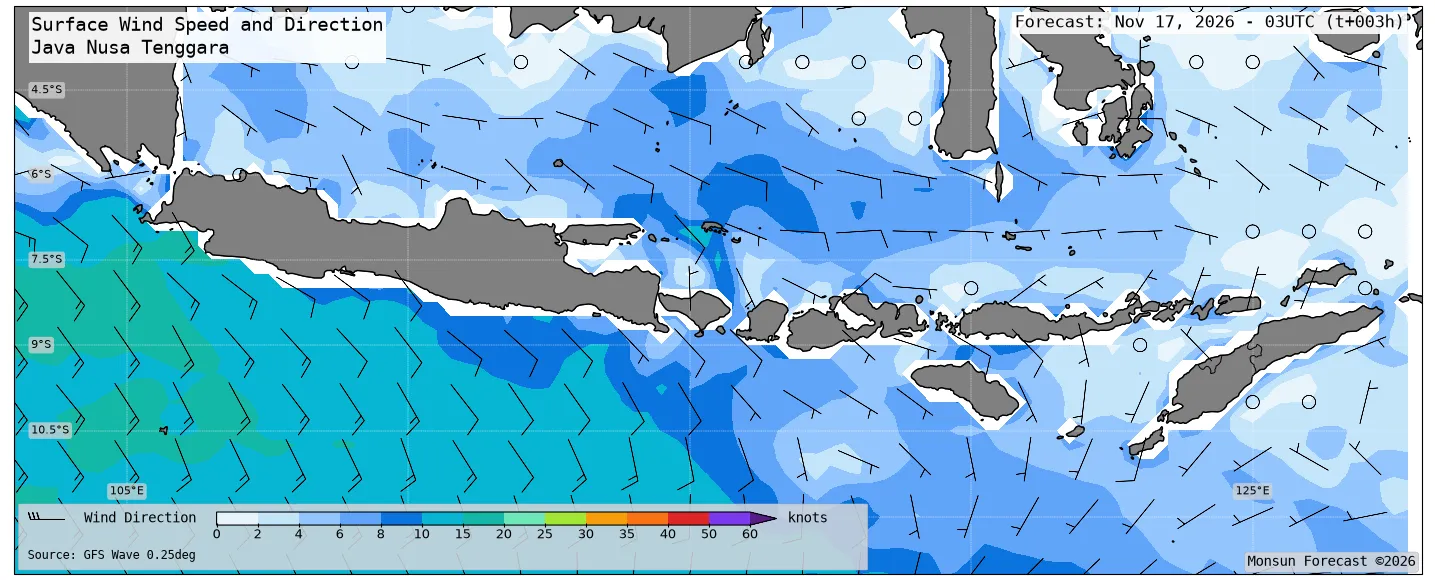 Surface Wind Speed and Direction
Java Nusa Tenggara
Forecast: Nov 17, 2026 - 03UTC (t+003h)
4.5°S
6°S
7.5°S
9°S
10.5°S
105°E
125°E
Wind Direction
0 2 4 6 8 10 15 20 25 30 35 40 50 60
knots
Source: GFS Wave 0.25deg
Monsun Forecast ©2026